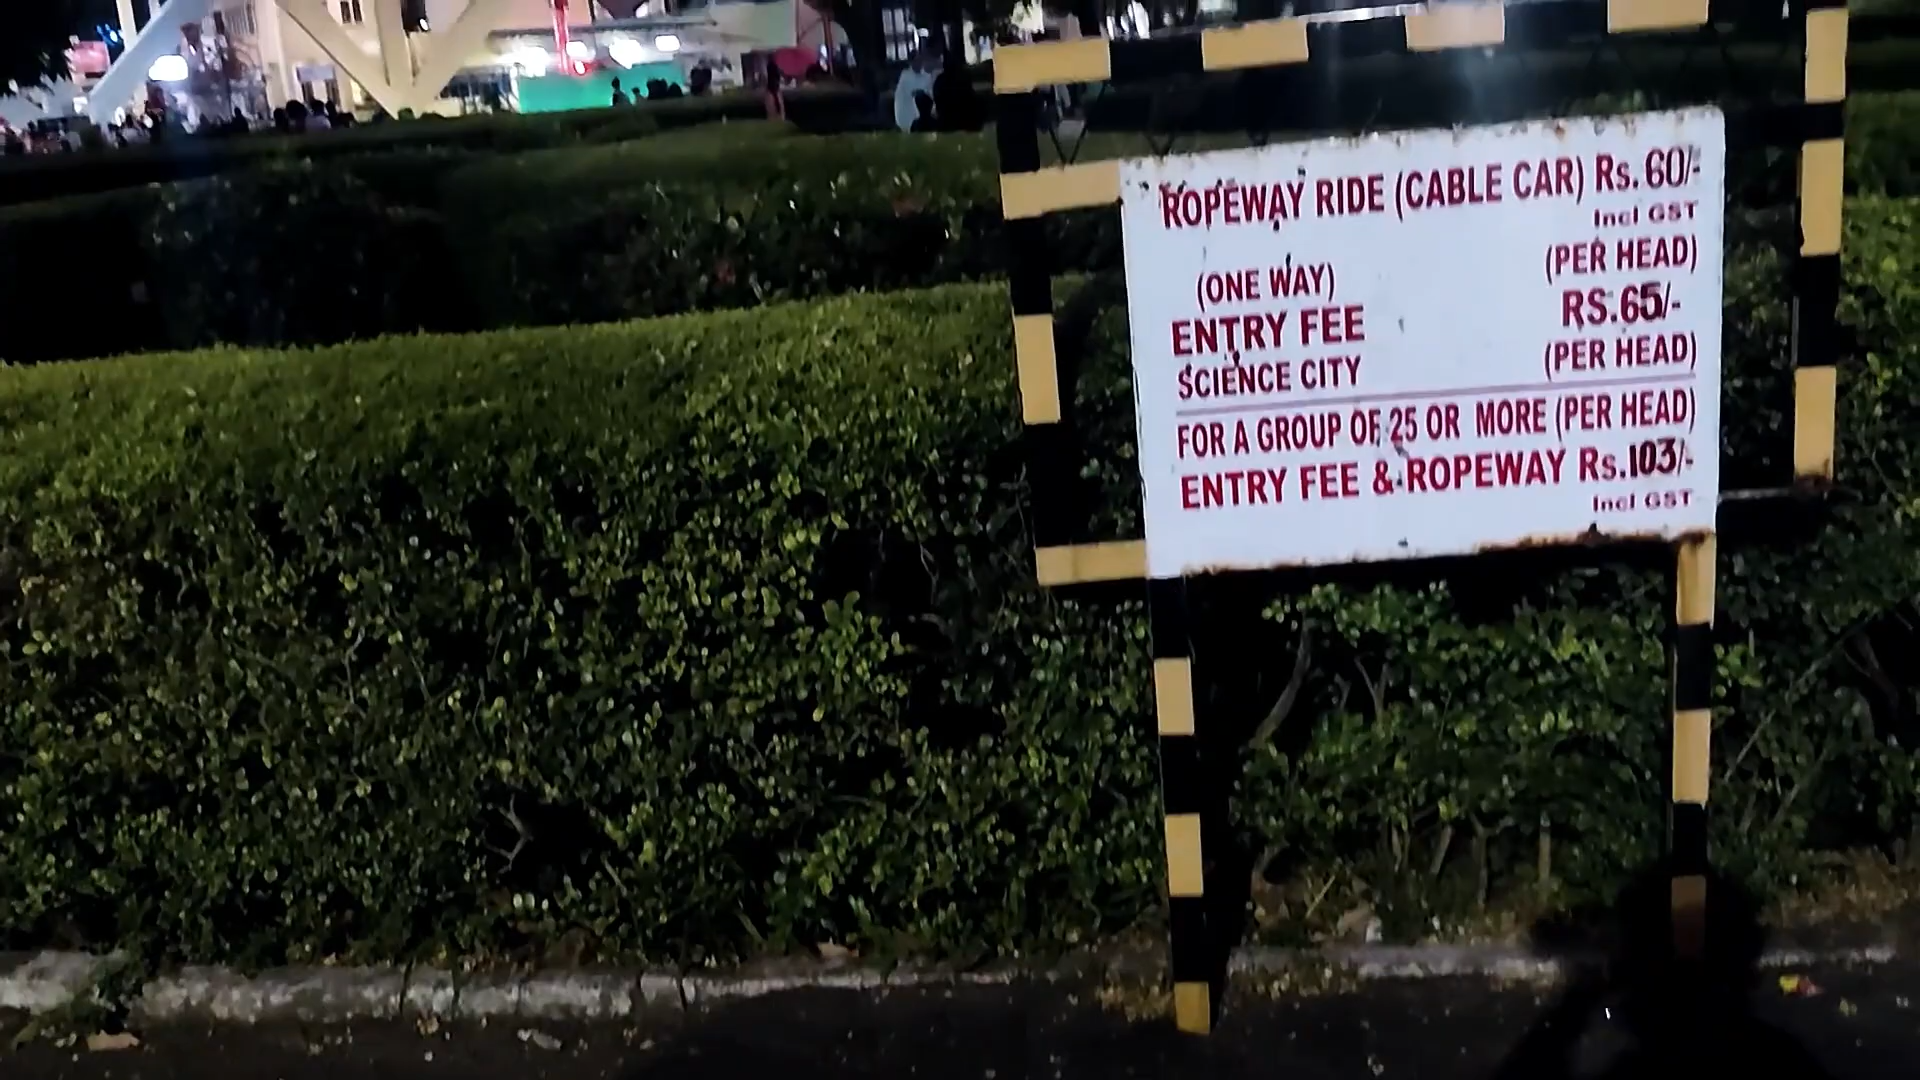 ROPEWAY RIDE (CABLE CAR) Rs. 60/-
Incl GST
(ONE WAY) (PER HEAD)
ENTRY FEE RS.65/-
SCIENCE CITY (PER HEAD)
FOR A GROUP OF 25 OR MORE (PER HEAD)
ENTRY FEE & ROPEWAY Rs.103/-
Incl GST